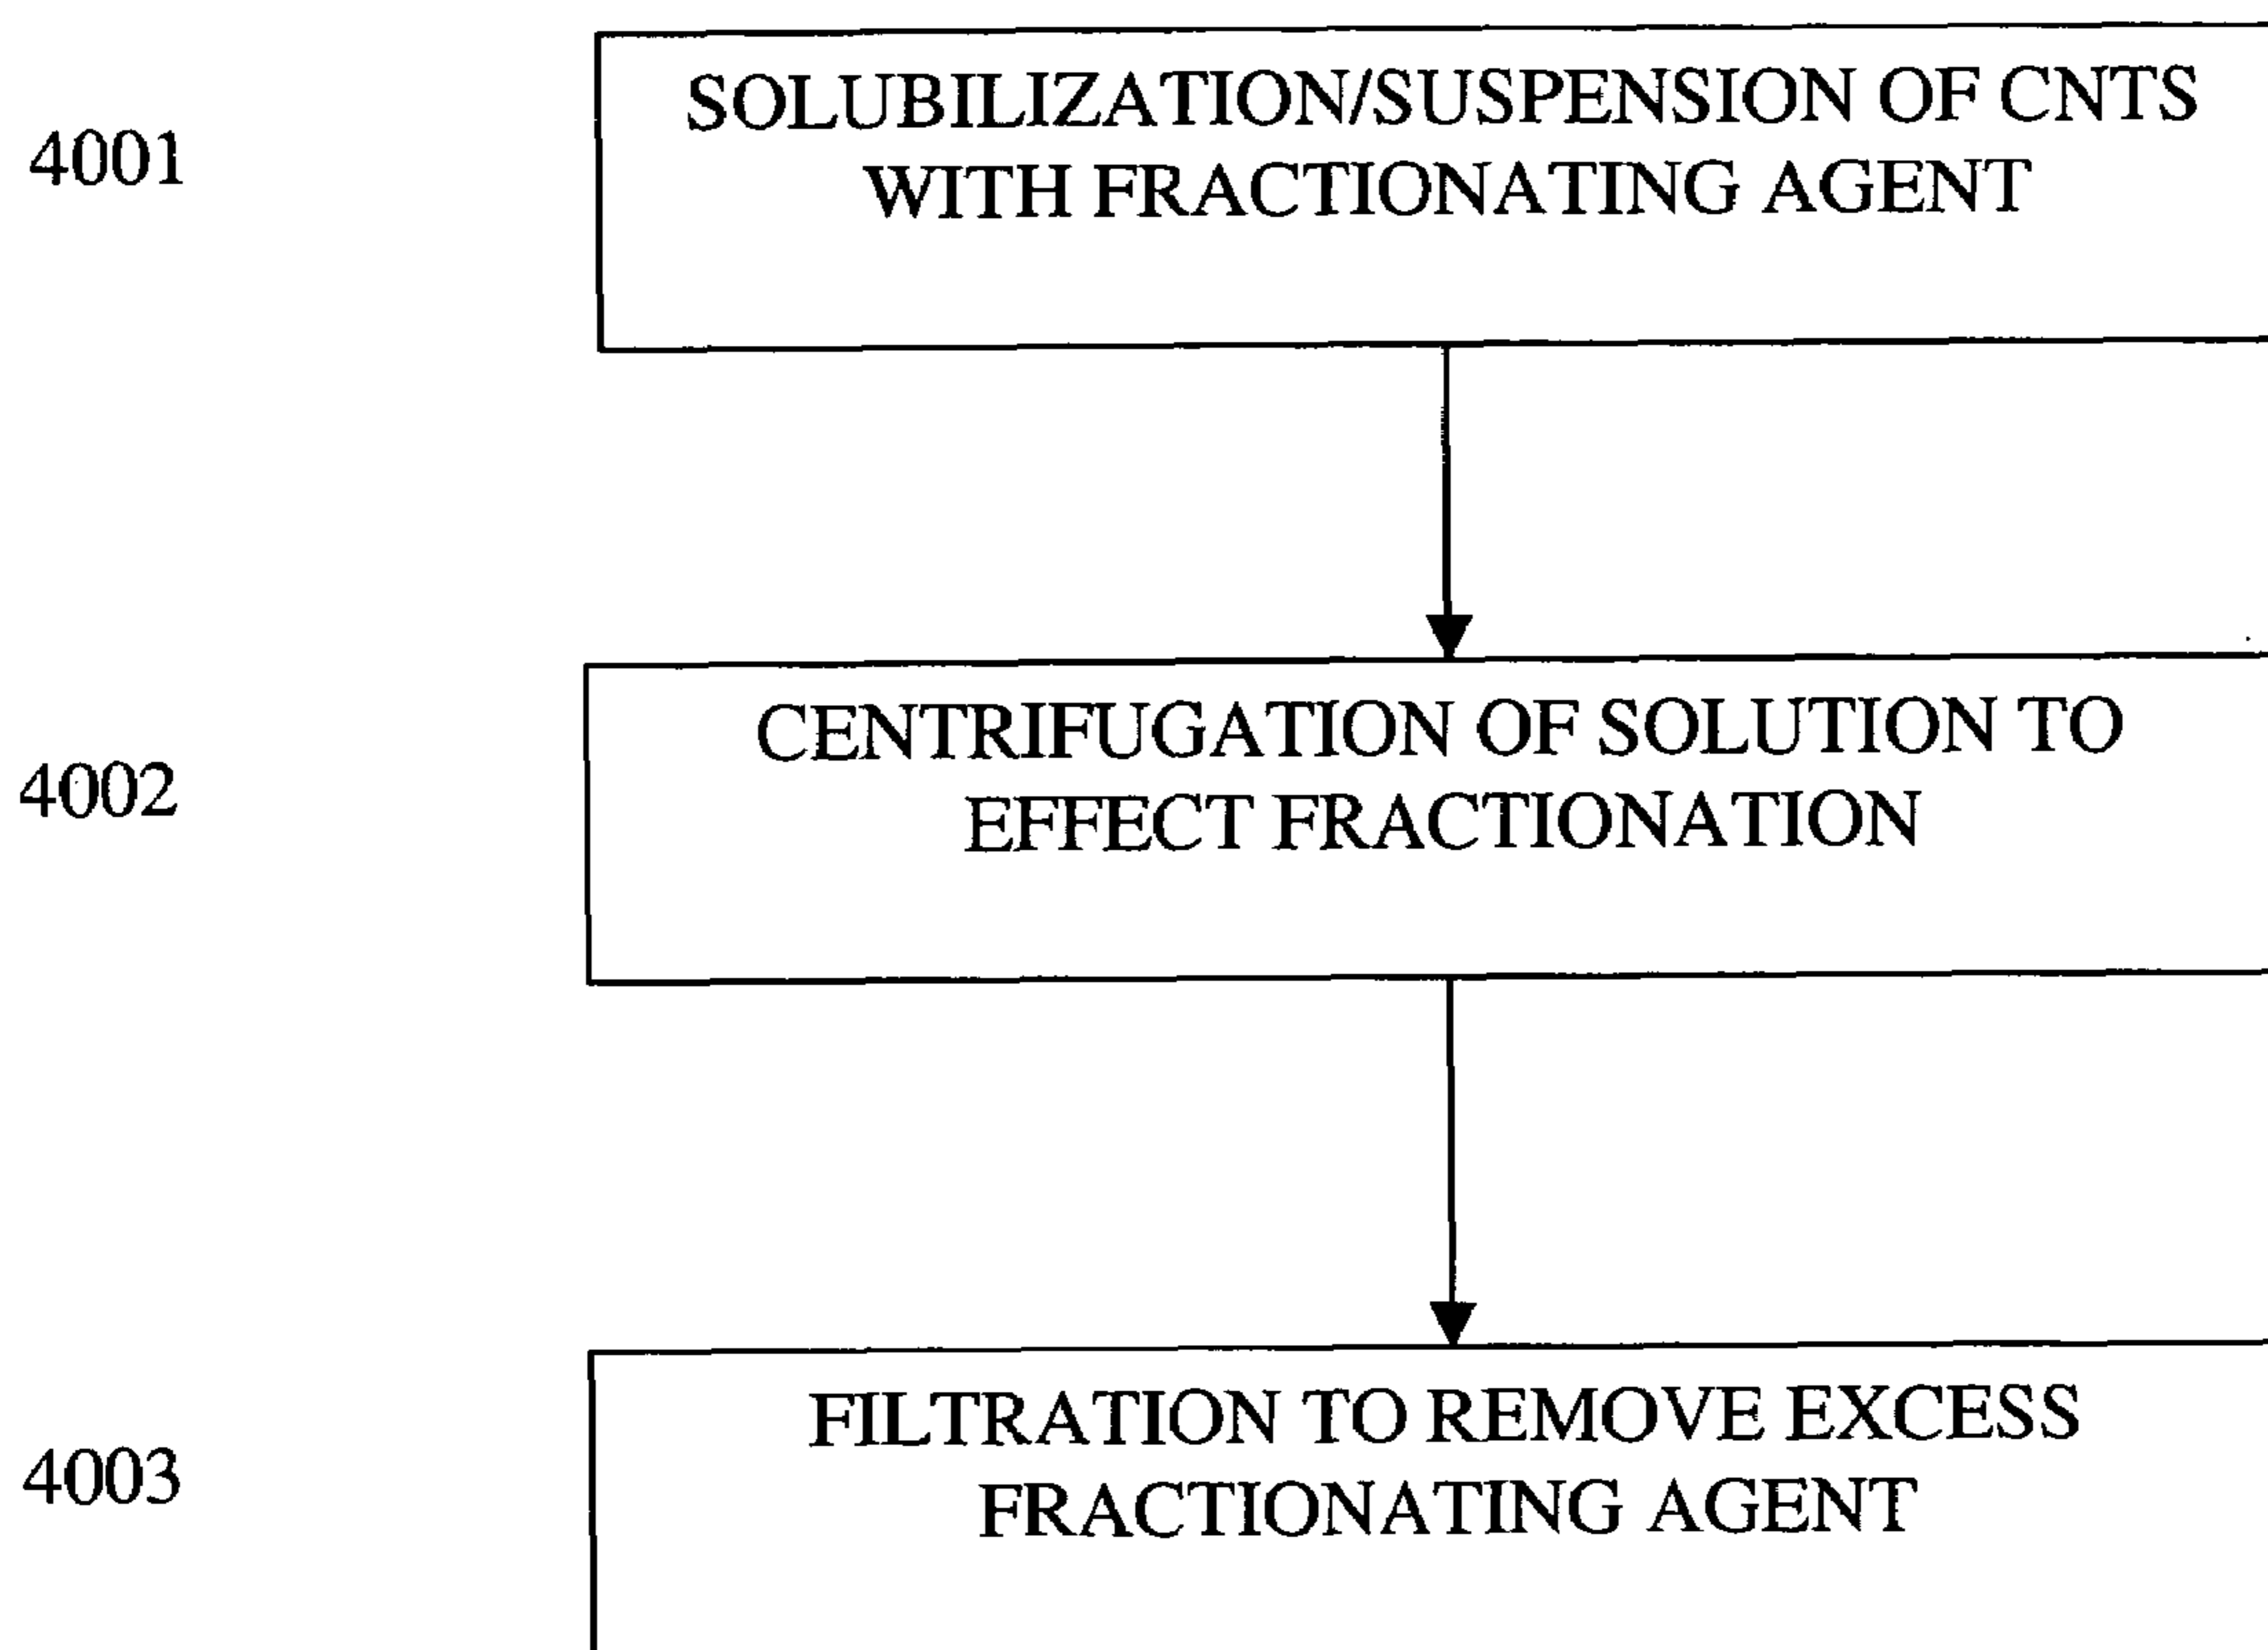 4001
SOLUBILIZATION/SUSPENSION OF CNTS
WITH FRACTIONATING AGENT
4002
CENTRIFUGATION OF SOLUTION TO
EFFECT FRACTIONATION
4003
FILTRATION TO REMOVE EXCESS
FRACTIONATING AGENT